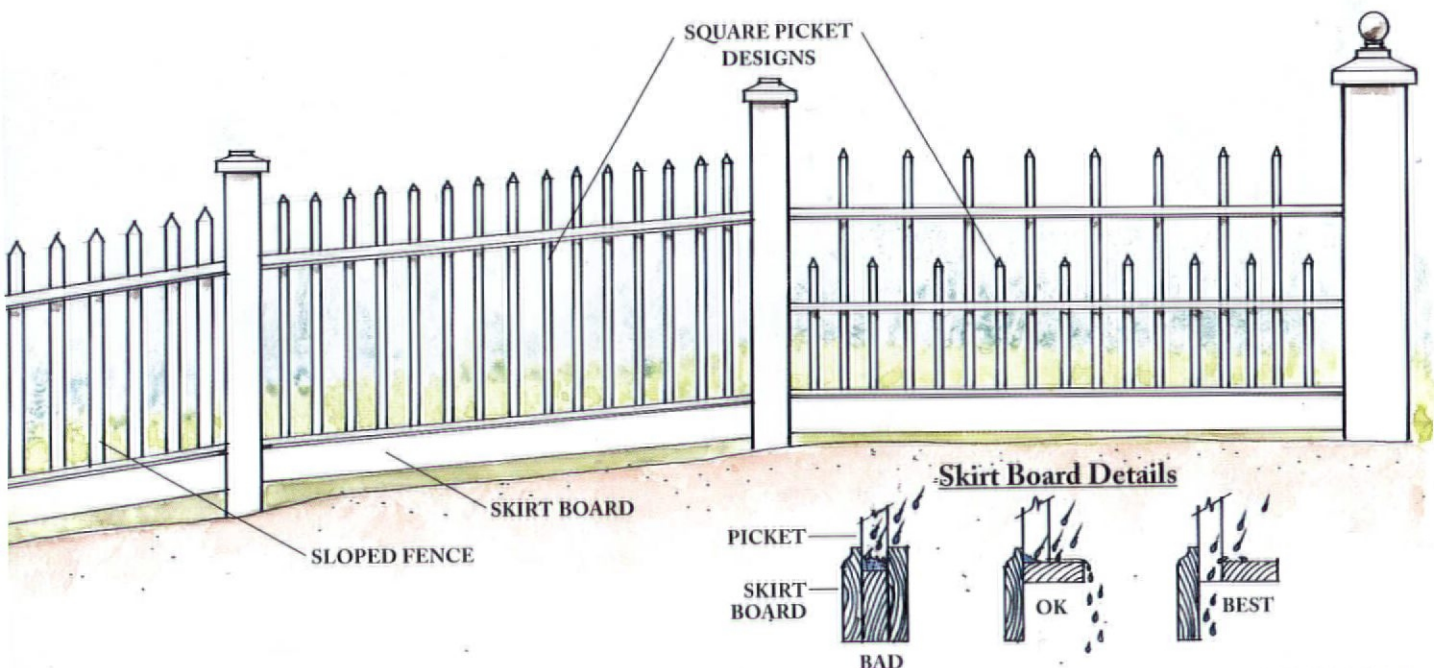 SQUARE PICKET
DESIGNS
SKIRT BOARD
SLOPED FENCE
Skirt Board Details
PICKET
SKIRT
BOARD
BAD
OK
BEST